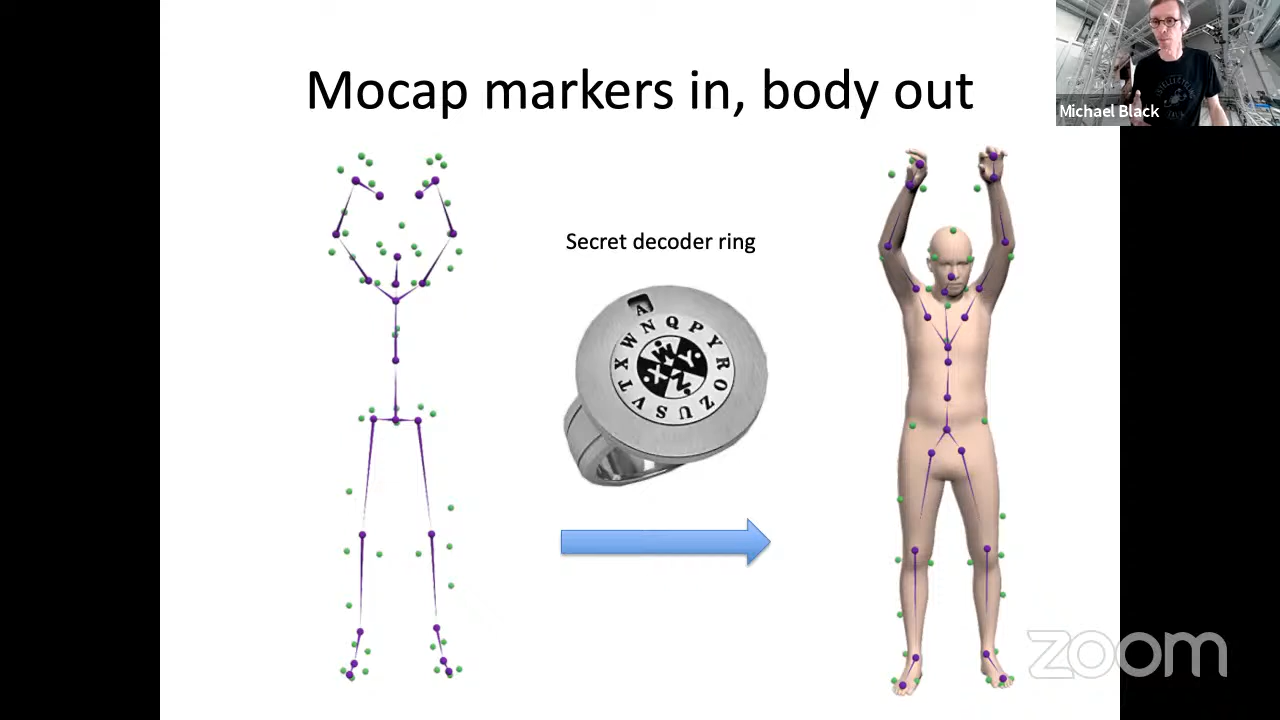 Mocap markers in, body out
Michael Black
Secret decoder ring
A
W N Q P Y R O Z U S V T X
W Y Z X
zoom